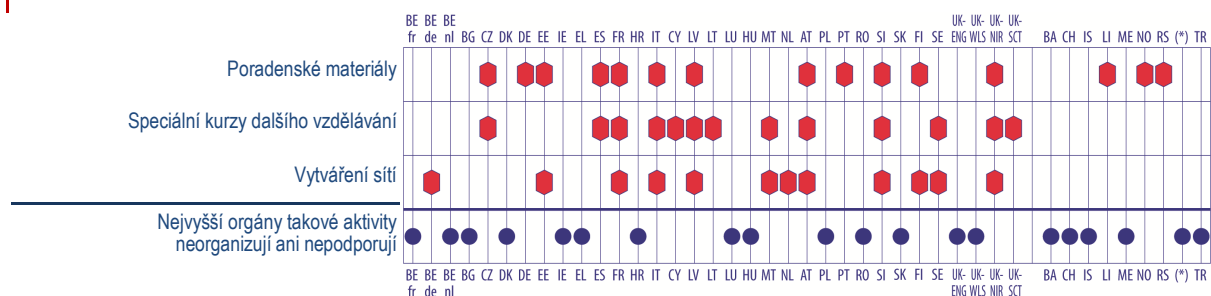 BE BE BE UK- UK- UK- UK-
fr de nl BG CZ DK DE EE IE EL ES FR HR IT CY LV LT LU HU MT NL AT PL PT RO SI SK FI SE ENG WLS NIR SCT BA CH IS LI ME NO RS (*) TR
Poradenské materiály
Speciální kurzy dalšího vzdělávání
Vytváření sítí
Nejvyšší orgány takové aktivity
neorganizují ani nepodporují
BE BE BE BG CZ DK DE EE IE EL ES FR HR IT CY LV LT LU HU MT NL AT PL PT RO SI SK FI SE UK- UK- UK- UK- BA CH IS LI ME NO RS (*) TR
fr de nl ENG WLS NIR SCT